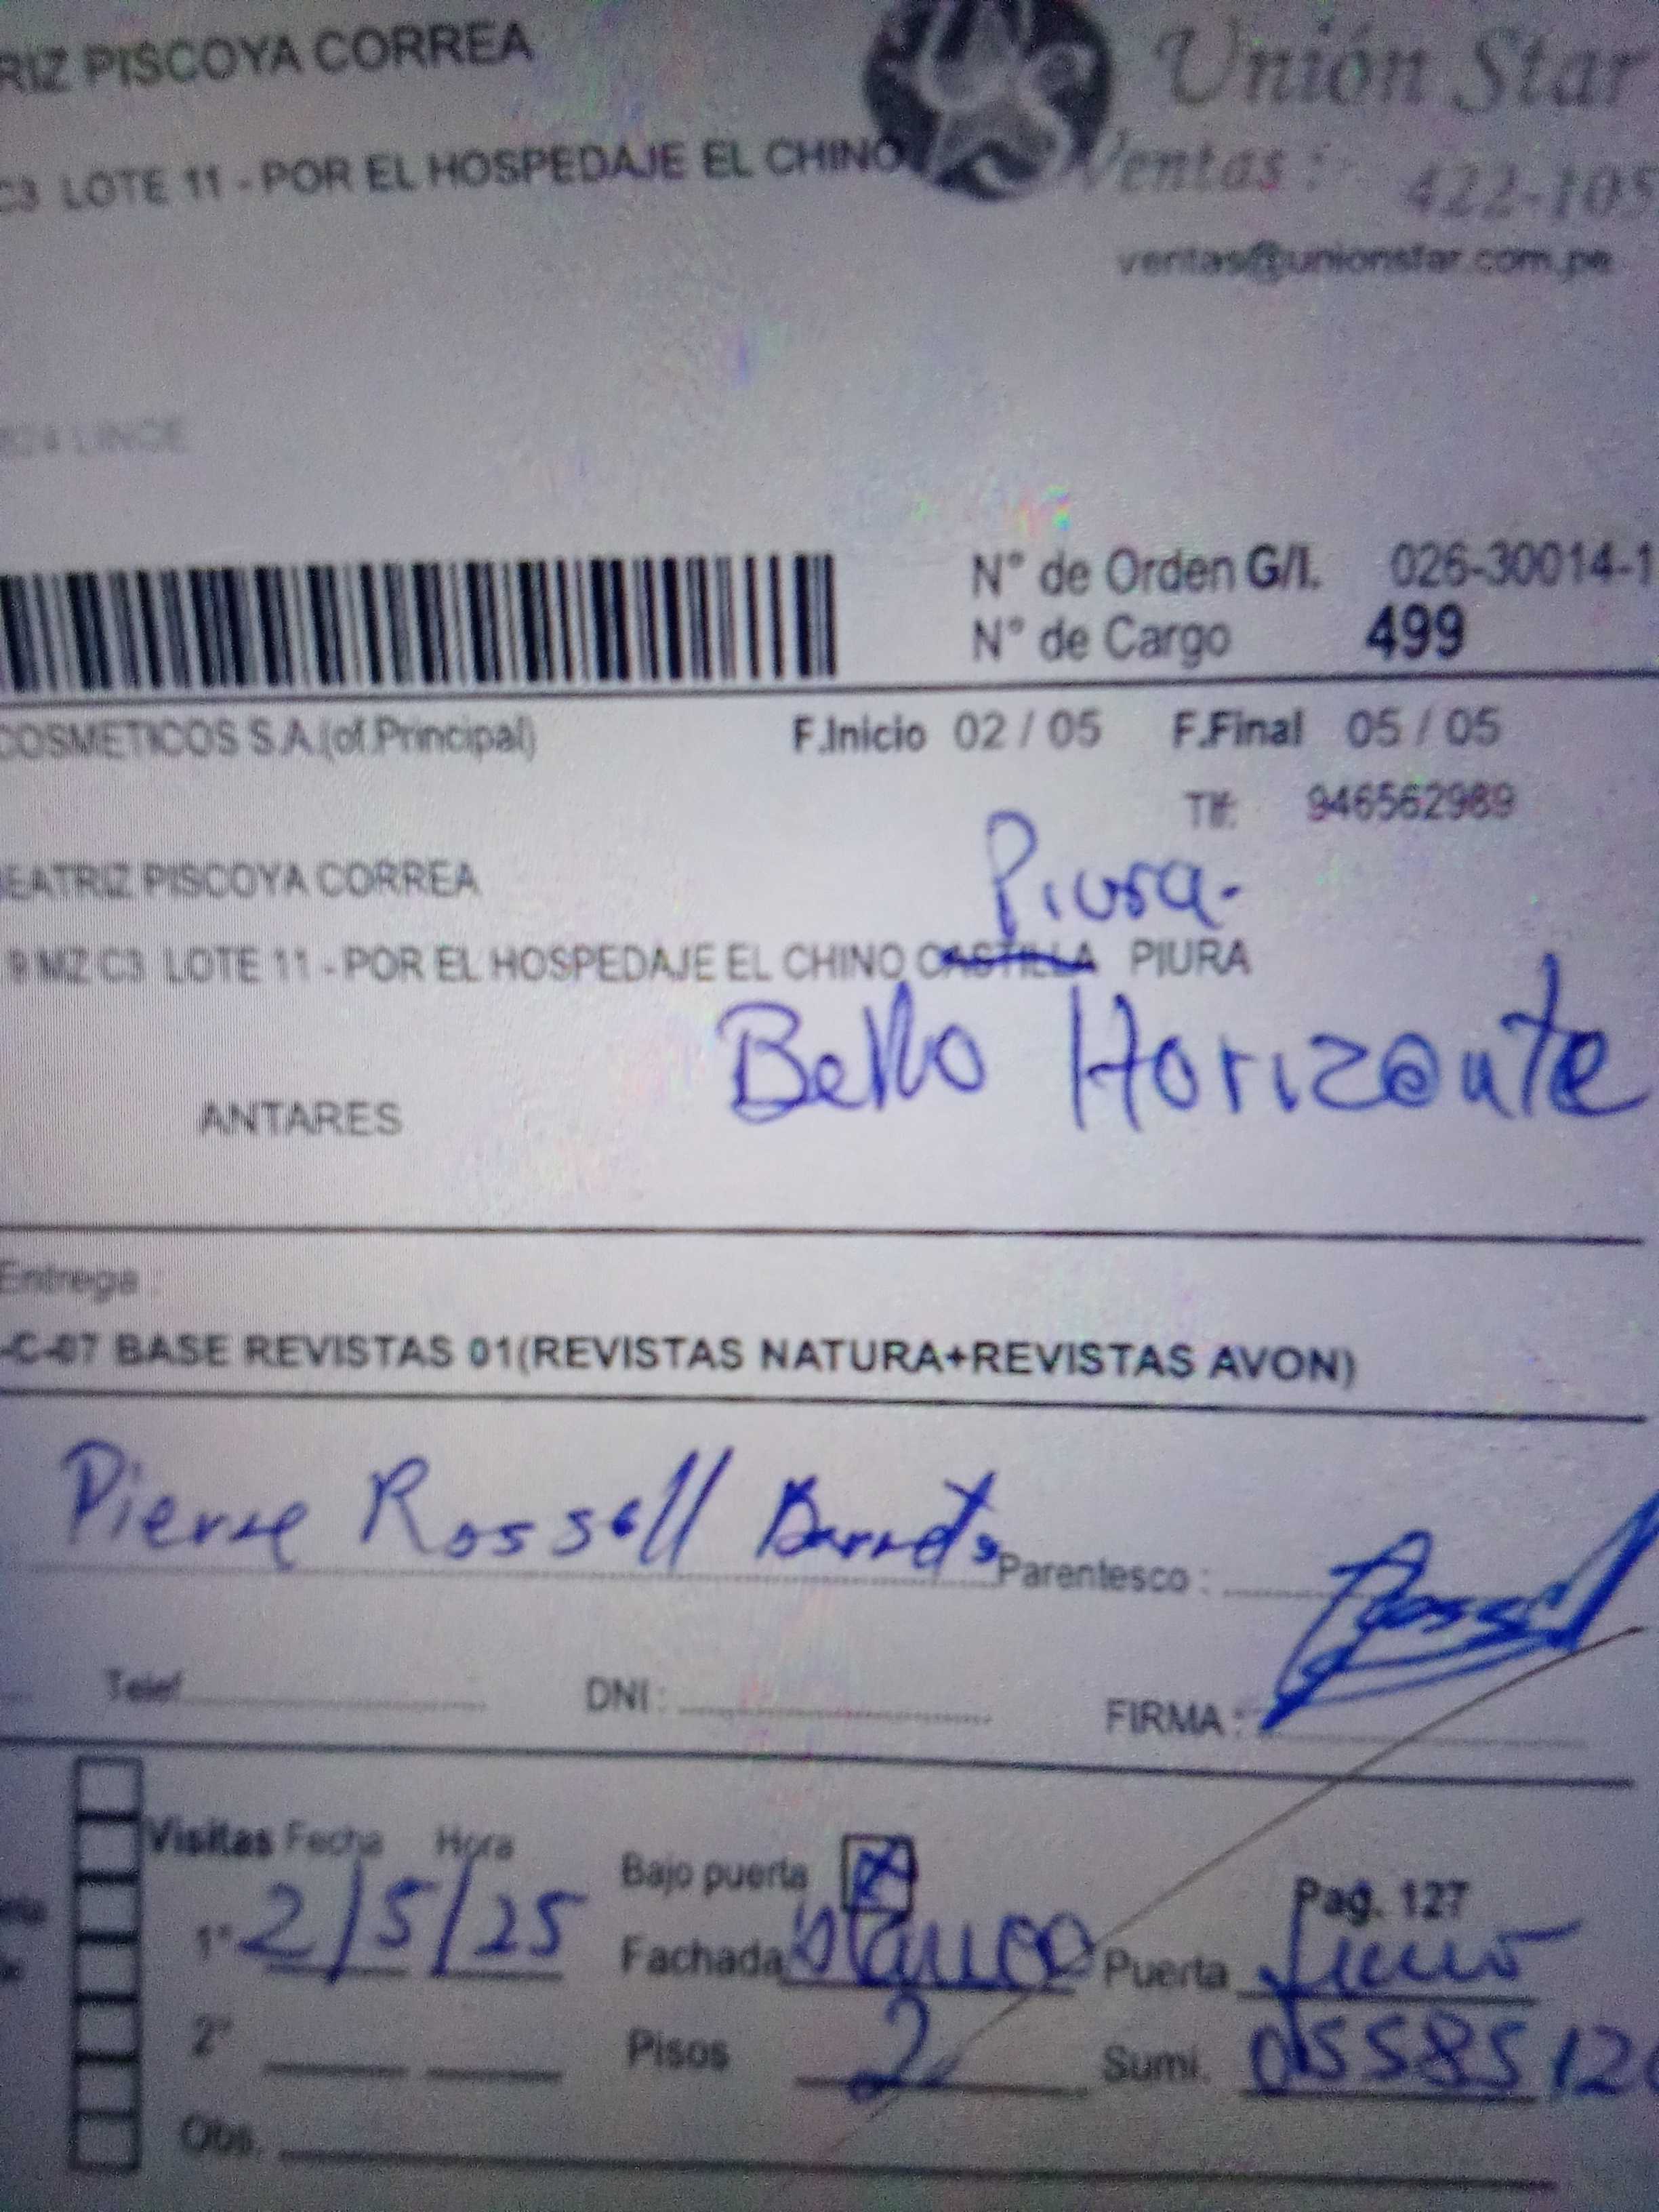 RIZ PISCOYA CORREA
Unión Star
C3 LOTE 11 - POR EL HOSPEDAJE EL CHINO
Ventas : 422-105
ventas@unionstar.com.pe
LINCE
N° de Orden G/I. 026-30014-1
N° de Cargo 499
COSMETICOS S.A.(of.Principal) F.Inicio 02 / 05 F.Final 05 / 05
Tlf: 946562989
Piura-
EATRIZ PISCOYA CORREA
9 MZ C3 LOTE 11 - POR EL HOSPEDAJE EL CHINO CASTILLA PIURA
Bello Horizonte
ANTARES
Entrega :
-C-07 BASE REVISTAS 01(REVISTAS NATURA+REVISTAS AVON)
Pierre Rossell Barreto Parentesco :
Telef. DNI : FIRMA :
Visitas Fecha Hora Bajo puerta Pag. 127
1° 2/5/25 Fachada blanco Puerta
2° Pisos 2 Sumi.
Obs.